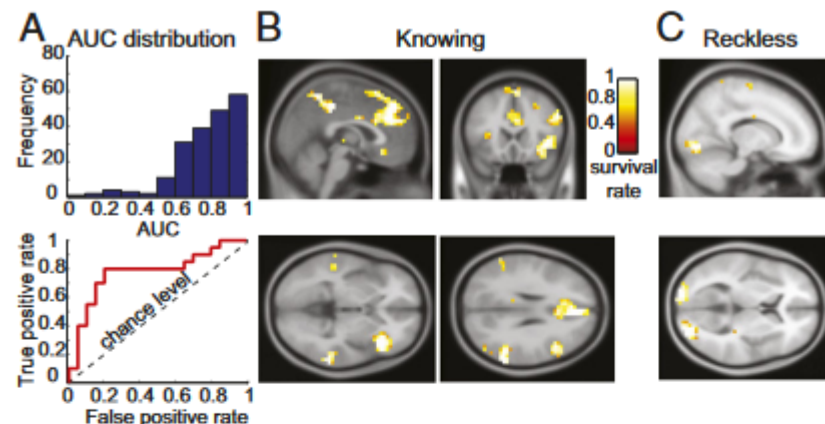 A AUC distribution B Knowing C Reckless
80
60
40
20
0
Frequency
0 0.2 0.4 0.6 0.8 1
AUC
1
0.8
0.4
0
survival
rate
1
0.8
0.6
0.4
0.2
0
True positive rate
chance level
0 0.2 0.4 0.6 0.8 1
False positive rate